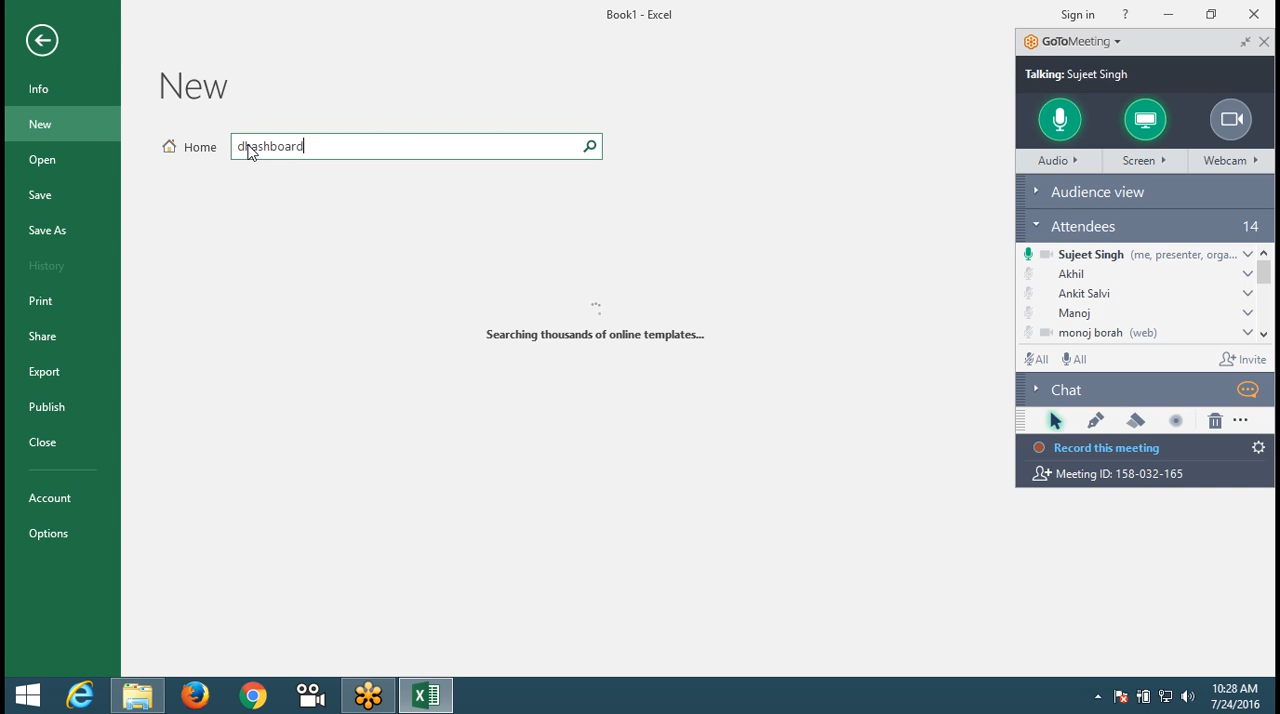 Book1 - Excel
Sign in
?
Info
New
Open
Save
Save As
History
Print
Share
Export
Publish
Close
Account
Options
New
Home
Searching thousands of online templates...
GoToMeeting
Talking: Sujeet Singh
Audio
Screen
Webcam
Audience view
Attendees 14
Sujeet Singh (me, presenter, orga...
Akhil
Ankit Salvi
Manoj
monoj borah (web)
All All Invite
Chat
Record this meeting
Meeting ID: 158-032-165
10:28 AM
7/24/2016